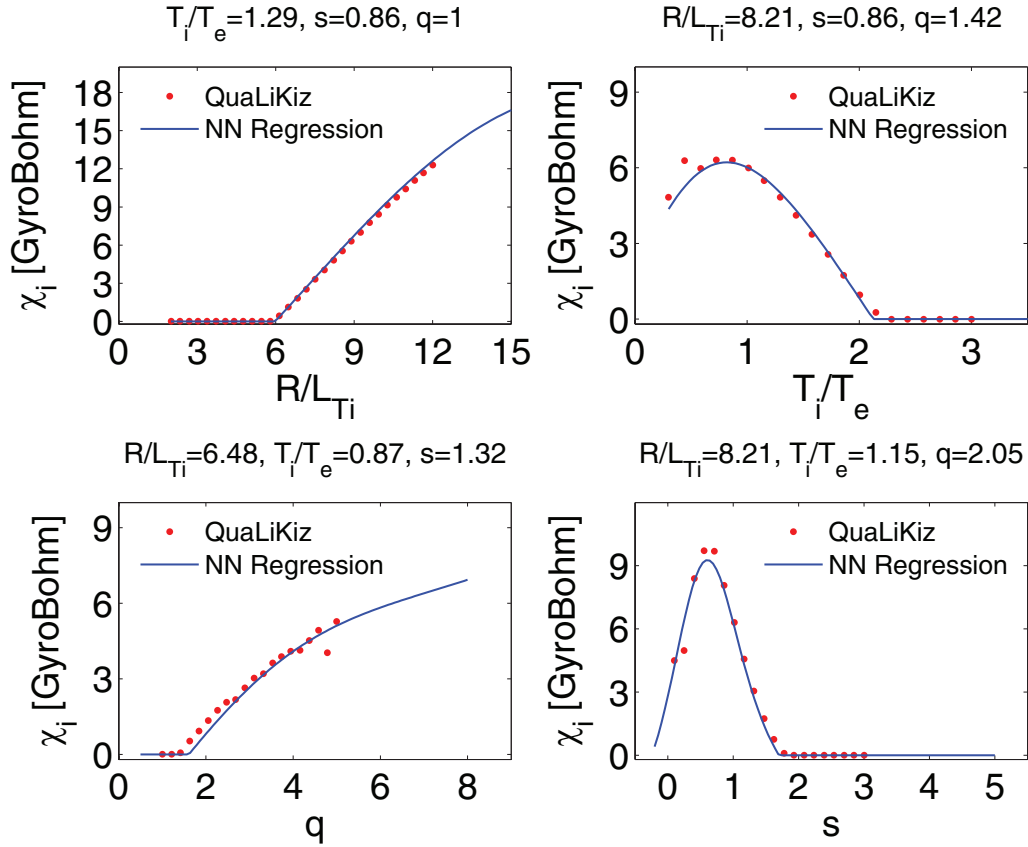 T_i/T_e=1.29, s=0.86, q=1
χ_i [GyroBohm]
18
15
12
9
6
3
0
QuaLiKiz
NN Regression
0 3 6 9 12 15
R/L_Ti
R/L_Ti=8.21, s=0.86, q=1.42
χ_i [GyroBohm]
9
6
3
0
QuaLiKiz
NN Regression
0 1 2 3
T_i/T_e
R/L_Ti=6.48, T_i/T_e=0.87, s=1.32
χ_i [GyroBohm]
9
6
3
0
QuaLiKiz
NN Regression
0 2 4 6 8
q
R/L_Ti=8.21, T_i/T_e=1.15, q=2.05
χ_i [GyroBohm]
9
6
3
0
QuaLiKiz
NN Regression
0 1 2 3 4 5
s